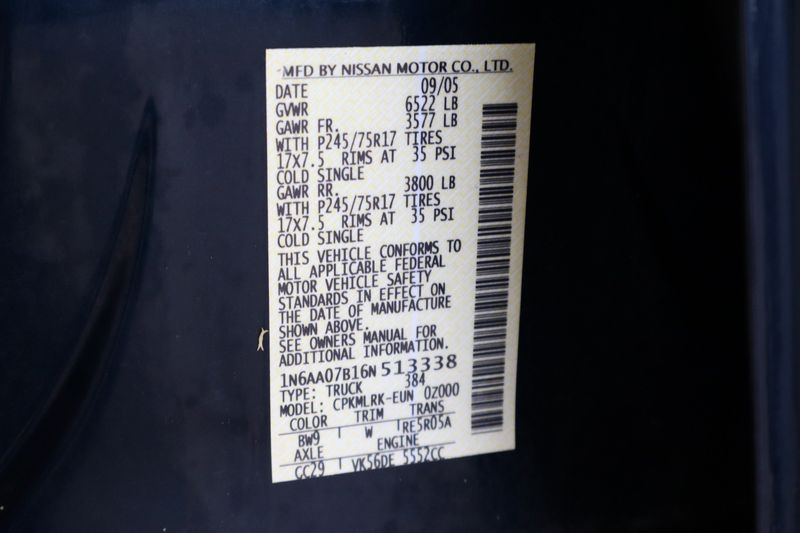 MFD BY NISSAN MOTOR CO., LTD.
DATE 09/05
GVWR 6522 LB
GAWR FR. 3577 LB
WITH P245/75R17 TIRES
17X7.5 RIMS AT 35 PSI
COLD SINGLE
GAWR RR. 3800 LB
WITH P245/75R17 TIRES
17X7.5 RIMS AT 35 PSI
COLD SINGLE
THIS VEHICLE CONFORMS TO
ALL APPLICABLE FEDERAL
MOTOR VEHICLE SAFETY
STANDARDS IN EFFECT ON
THE DATE OF MANUFACTURE
SHOWN ABOVE.
SEE OWNERS MANUAL FOR
ADDITIONAL INFORMATION.
1N6AA07B16N 513338
TYPE: TRUCK 384
MODEL: CPKMLRK-EUN 0Z000
COLOR TRIM TRANS
BW9 W RE5R05A
AXLE ENGINE
CC29 VK56DE 5552CC